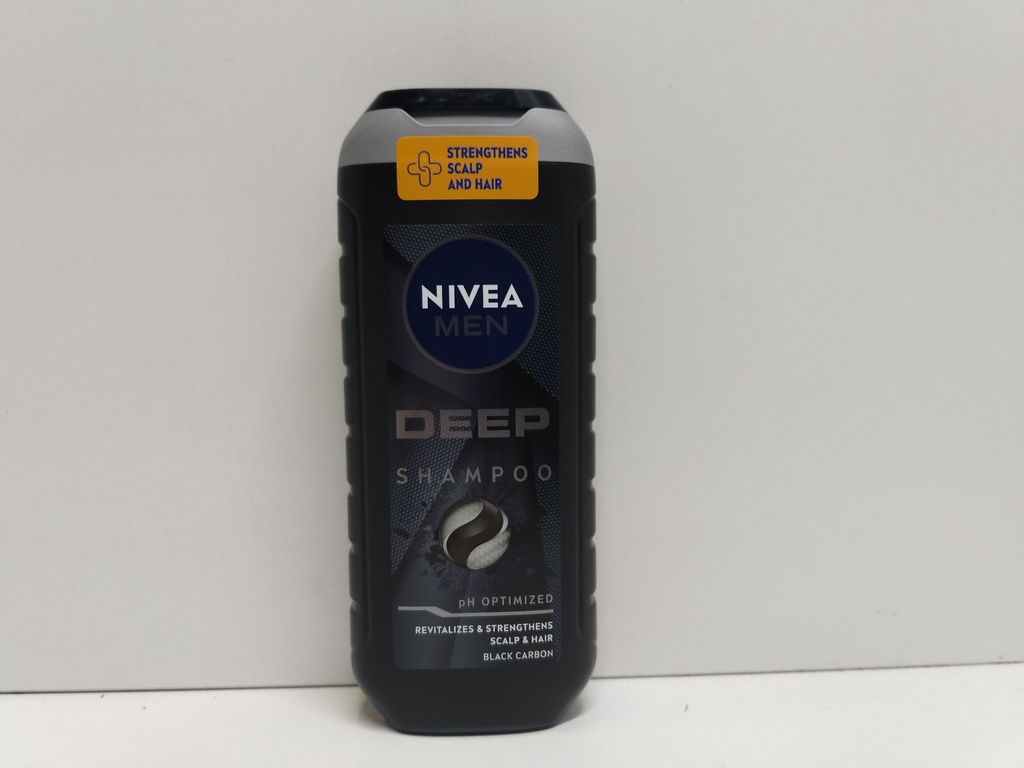 STRENGTHENS
SCALP
AND HAIR
NIVEA
MEN
DEEP
SHAMPOO
pH OPTIMIZED
REVITALIZES & STRENGTHENS
SCALP & HAIR
BLACK CARBON